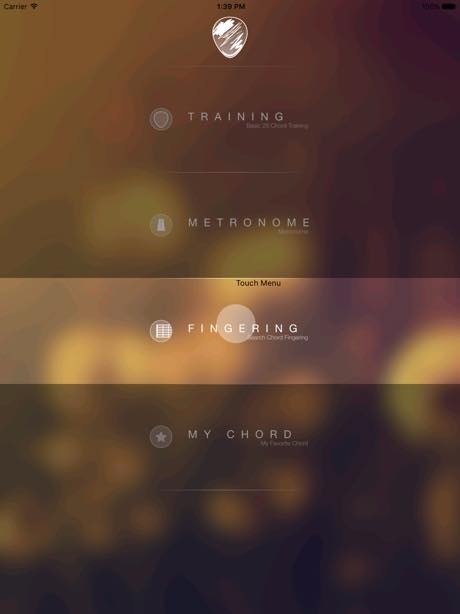 Carrier 1:39 PM 100%
TRAINING
Basic 25 Chord Training
METRONOME
Metronome
Touch Menu
FINGERING
Search Chord Fingering
MY CHORD
My Favorite Chord